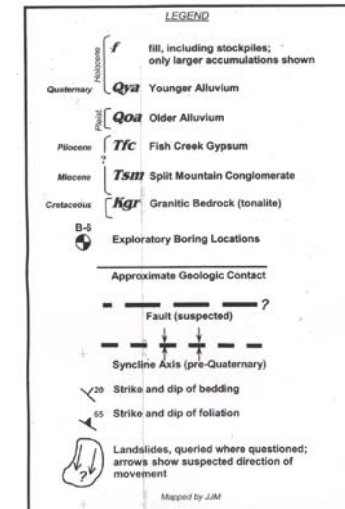 LEGEND
Holocene
f fill, including stockpiles;
only larger accumulations shown
Quaternary
Qya Younger Alluvium
Pleist.
Qoa Older Alluvium
Pliocene
Tfc Fish Creek Gypsum
?
Miocene
Tsm Split Mountain Conglomerate
Cretaceous
Kgr Granitic Bedrock (tonalite)
B-6
Exploratory Boring Locations
Approximate Geologic Contact
?
Fault (suspected)
Syncline Axis (pre-Quaternary)
20 Strike and dip of bedding
65 Strike and dip of foliation
Landslides, queried where questioned;
arrows show suspected direction of
movement
?
Mapped by JJM